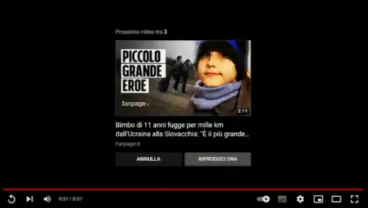 Prossimo video tra 3
PICCOLO
GRANDE
EROE
fanpage.it
2:11
Bimbo di 11 anni fugge per mille km
dall'Ucraina alla Slovacchia: "È il più grande...
Fanpage.it
ANNULLA
RIPRODUCI ORA
0:37 / 0:37